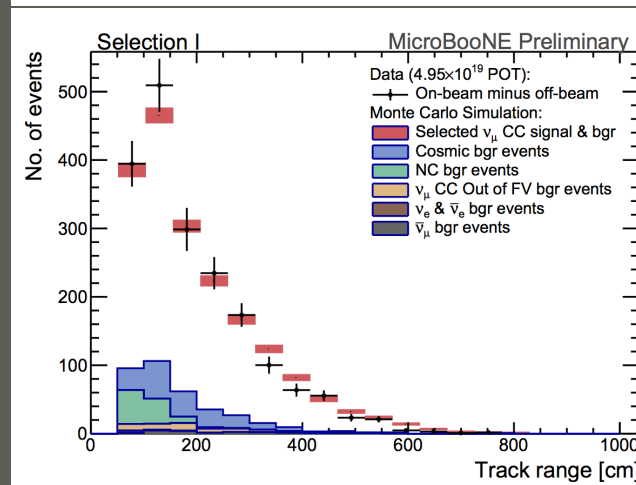 Selection I
MicroBooNE Preliminary
Data (4.95×10¹⁹ POT):
On-beam minus off-beam
Monte Carlo Simulation:
Selected νμ CC signal & bgr
Cosmic bgr events
NC bgr events
νμ CC Out of FV bgr events
νe & ν̄e bgr events
ν̄μ bgr events
No. of events
500
400
300
200
100
0
0 200 400 600 800 1000
Track range [cm]